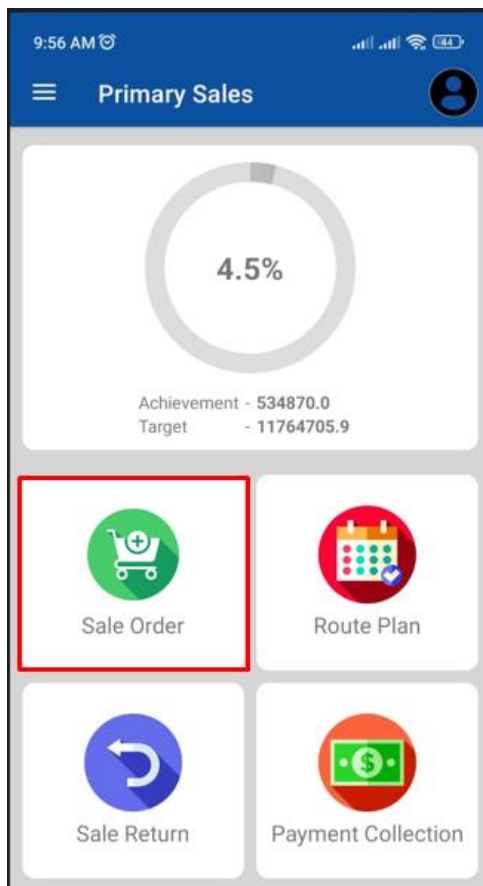 9:56 AM 44
Primary Sales
4.5%
Achievement - 534870.0
Target - 11764705.9
Sale Order Route Plan
$
Sale Return Payment Collection